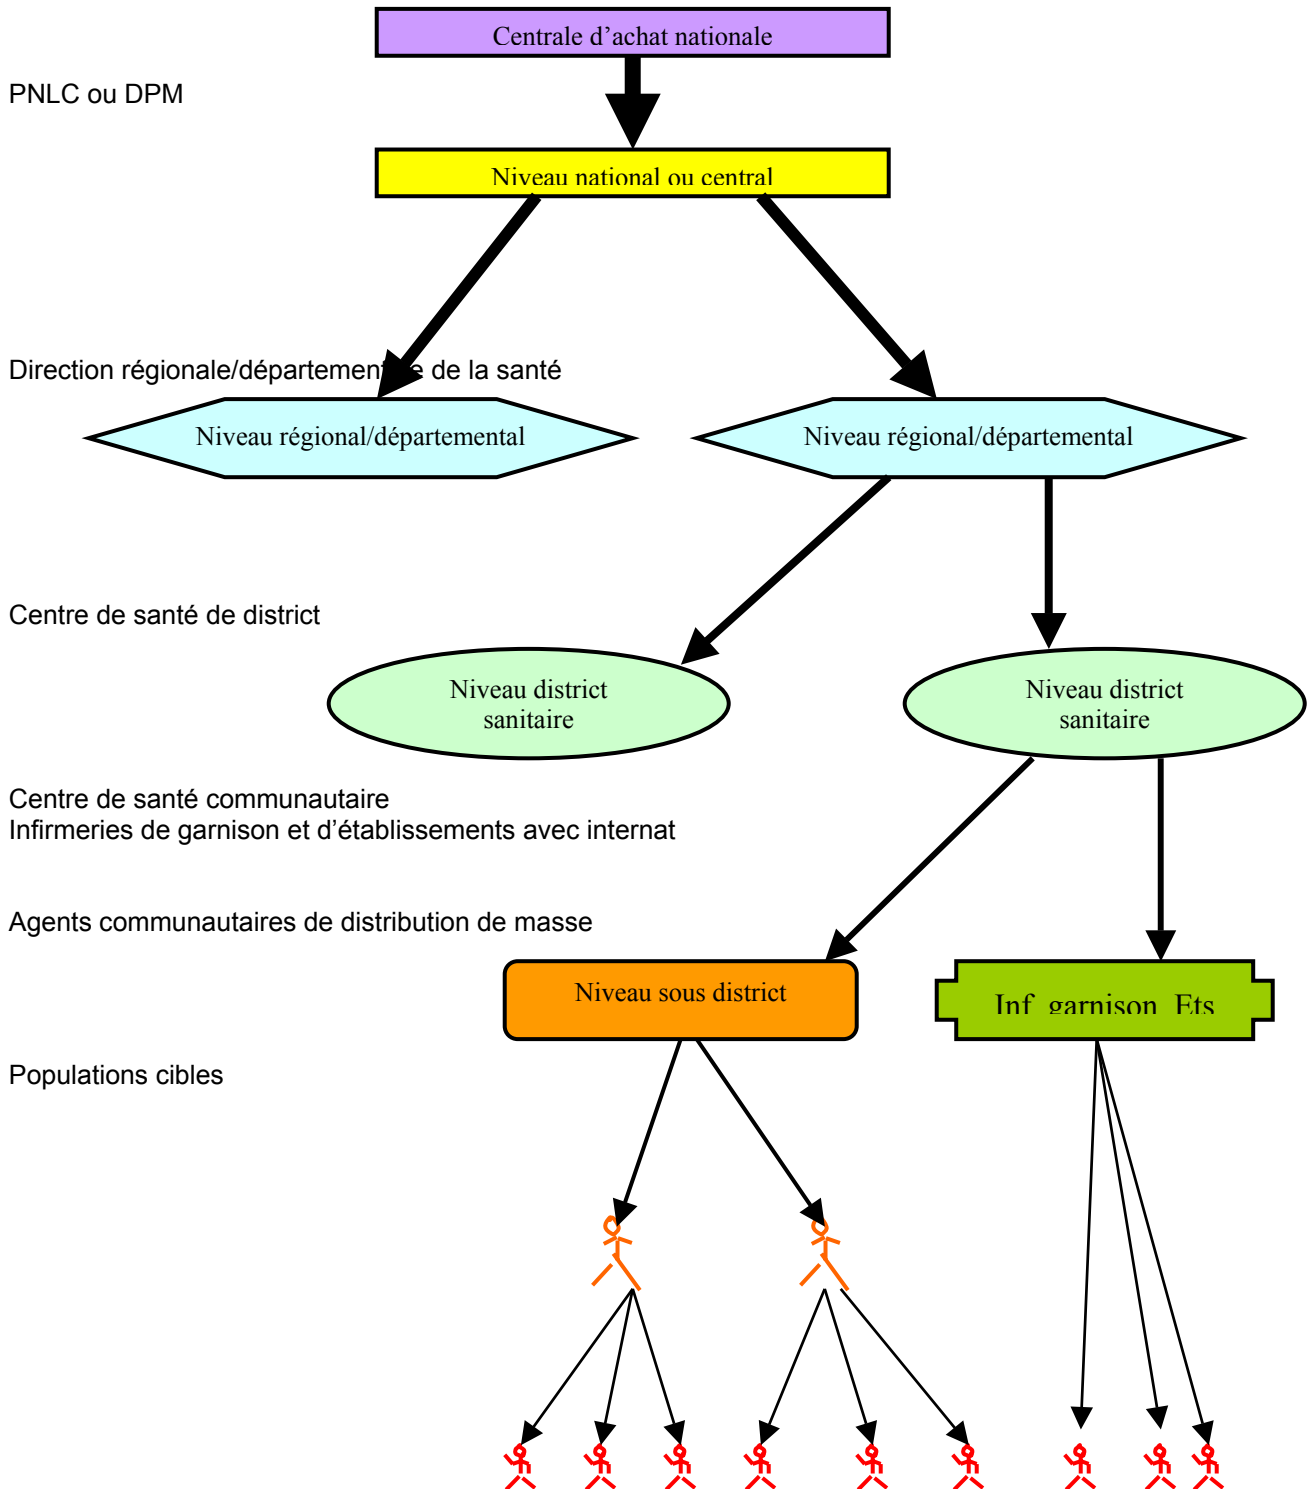 Centrale d’achat nationale
PNLC ou DPM
Niveau national ou central
Direction régionale/départementale de la santé
Niveau régional/départemental
Niveau régional/départemental
Centre de santé de district
Niveau district
sanitaire
Niveau district
sanitaire
Centre de santé communautaire
Infirmeries de garnison et d’établissements avec internat
Agents communautaires de distribution de masse
Niveau sous district
Inf garnison Ets
Populations cibles